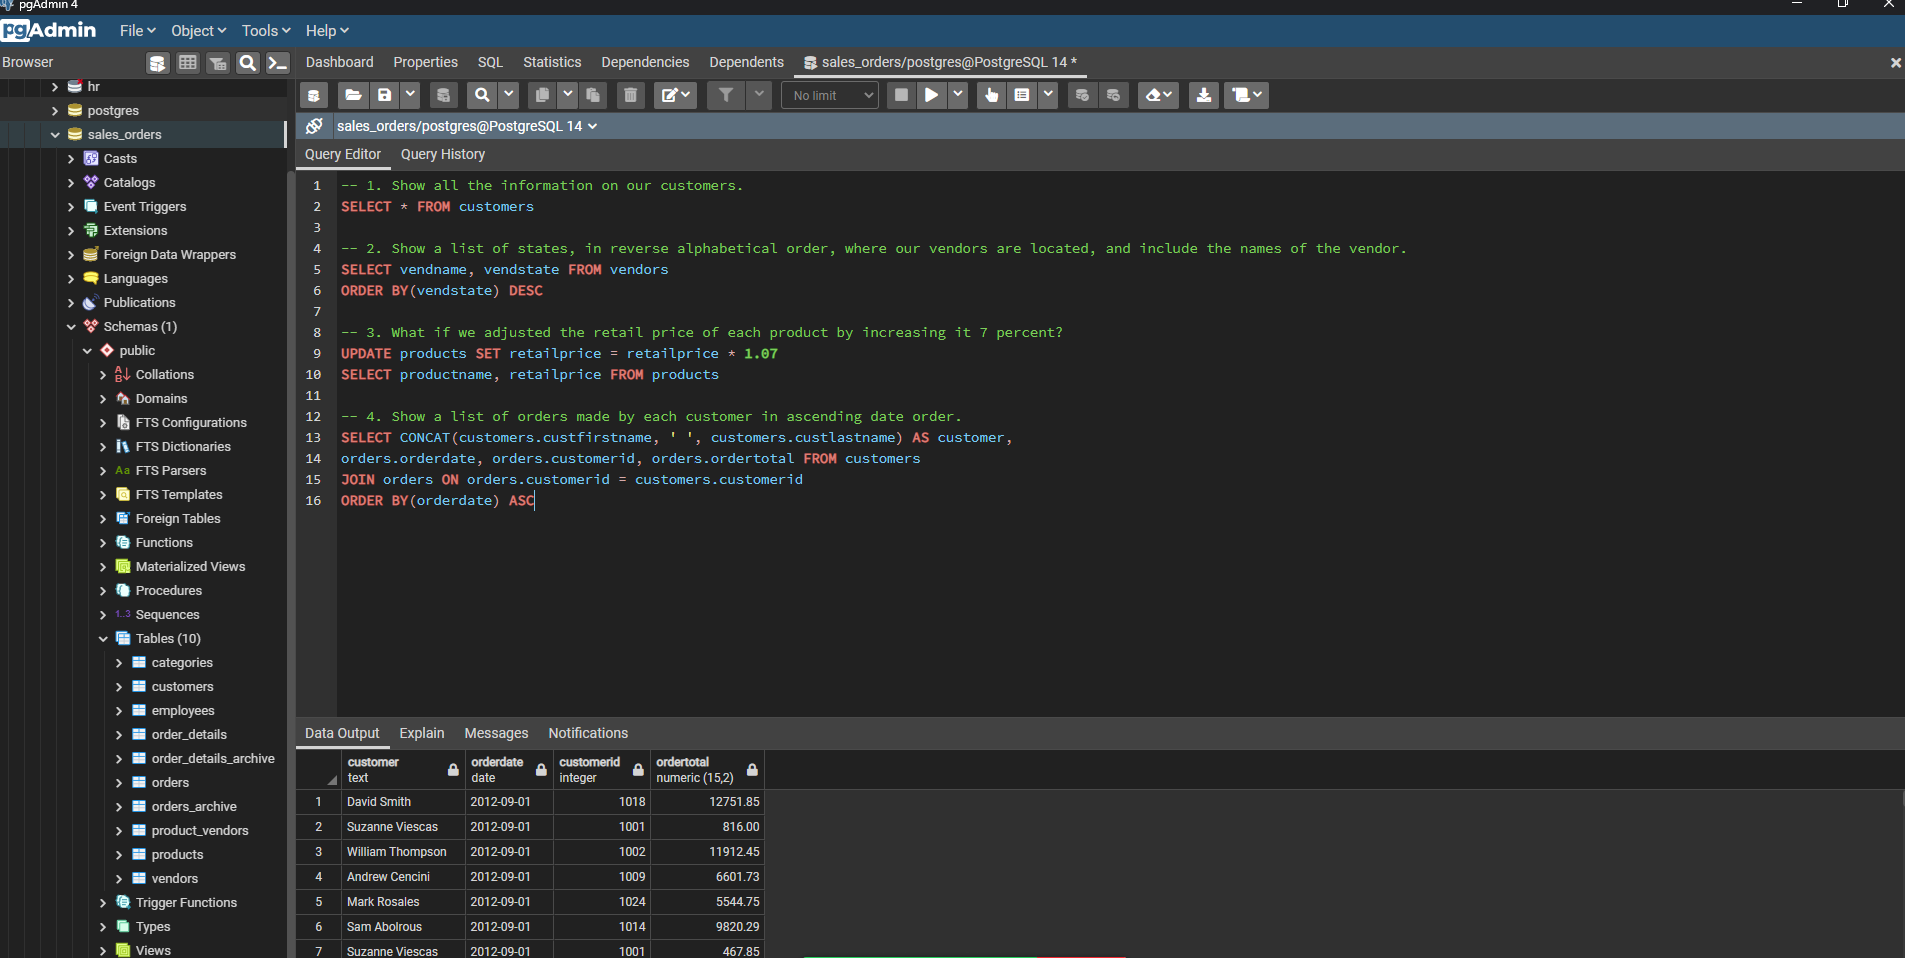 pgAdmin 4
pgAdmin File Object Tools Help
Browser
Dashboard Properties SQL Statistics Dependencies Dependents sales_orders/postgres@PostgreSQL 14 *
No limit
sales_orders/postgres@PostgreSQL 14
Query Editor Query History
hr
postgres
sales_orders
Casts
Catalogs
Event Triggers
Extensions
Foreign Data Wrappers
Languages
Publications
Schemas (1)
public
Collations
Domains
FTS Configurations
FTS Dictionaries
Aa FTS Parsers
FTS Templates
Foreign Tables
Functions
Materialized Views
Procedures
1..3 Sequences
Tables (10)
categories
customers
employees
order_details
order_details_archive
orders
orders_archive
product_vendors
products
vendors
Trigger Functions
Types
Views
1 -- 1. Show all the information on our customers.
2 SELECT * FROM customers
3
4 -- 2. Show a list of states, in reverse alphabetical order, where our vendors are located, and include the names of the vendor.
5 SELECT vendname, vendstate FROM vendors
6 ORDER BY(vendstate) DESC
7
8 -- 3. What if we adjusted the retail price of each product by increasing it 7 percent?
9 UPDATE products SET retailprice = retailprice * 1.07
10 SELECT productname, retailprice FROM products
11
12 -- 4. Show a list of orders made by each customer in ascending date order.
13 SELECT CONCAT(customers.custfirstname, ' ', customers.custlastname) AS customer,
14 orders.orderdate, orders.customerid, orders.ordertotal FROM customers
15 JOIN orders ON orders.customerid = customers.customerid
16 ORDER BY(orderdate) ASC
Data Output Explain Messages Notifications
customer orderdate customerid ordertotal
text date integer numeric (15,2)
1 David Smith 2012-09-01 1018 12751.85
2 Suzanne Viescas 2012-09-01 1001 816.00
3 William Thompson 2012-09-01 1002 11912.45
4 Andrew Cencini 2012-09-01 1009 6601.73
5 Mark Rosales 2012-09-01 1024 5544.75
6 Sam Abolrous 2012-09-01 1014 9820.29
7 Suzanne Viescas 2012-09-01 1001 467.85